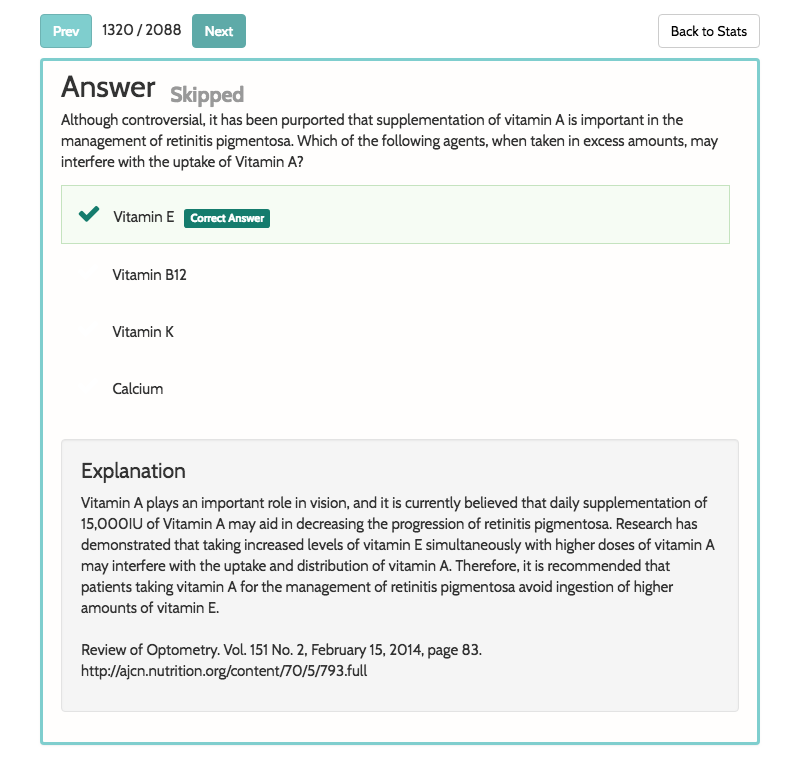 Prev 1320 / 2088 Next Back to Stats
Answer Skipped
Although controversial, it has been purported that supplementation of vitamin A is important in the
management of retinitis pigmentosa. Which of the following agents, when taken in excess amounts, may
interfere with the uptake of Vitamin A?
Vitamin E Correct Answer
Vitamin B12
Vitamin K
Calcium
Explanation
Vitamin A plays an important role in vision, and it is currently believed that daily supplementation of
15,000IU of Vitamin A may aid in decreasing the progression of retinitis pigmentosa. Research has
demonstrated that taking increased levels of vitamin E simultaneously with higher doses of vitamin A
may interfere with the uptake and distribution of vitamin A. Therefore, it is recommended that
patients taking vitamin A for the management of retinitis pigmentosa avoid ingestion of higher
amounts of vitamin E.
Review of Optometry. Vol. 151 No. 2, February 15, 2014, page 83.
http://ajcn.nutrition.org/content/70/5/793.full